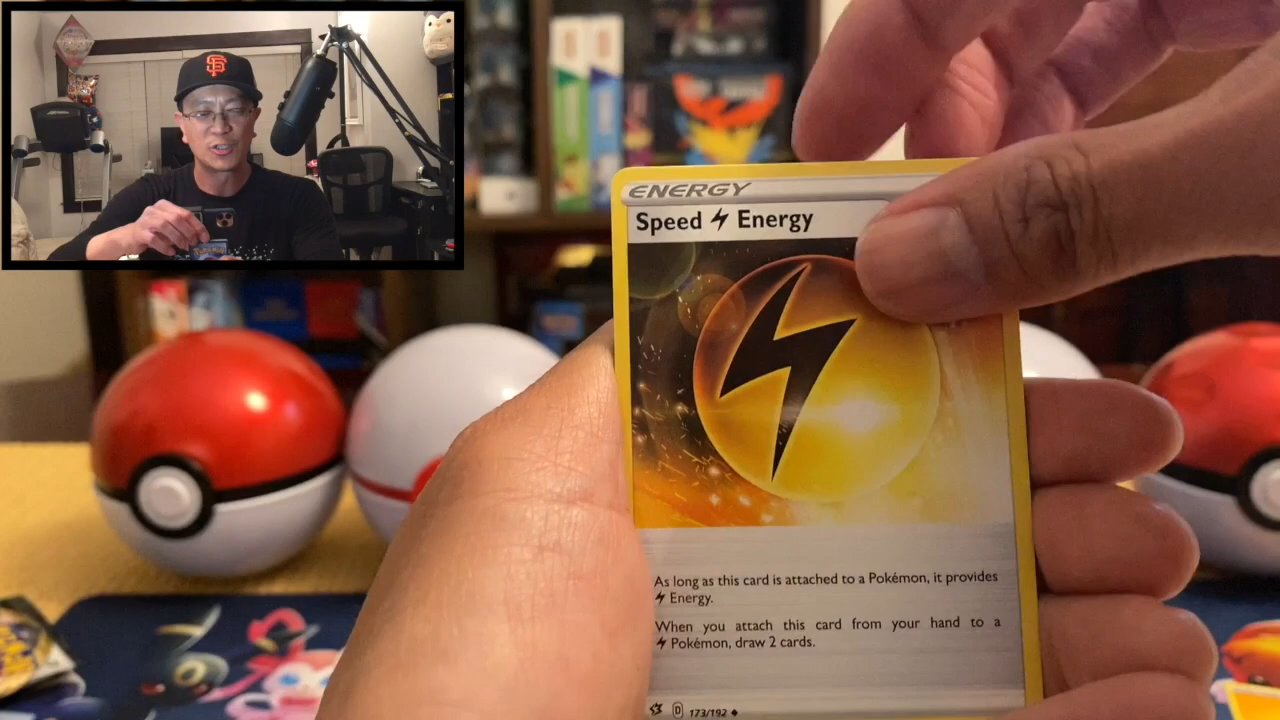 SF
ENERGY
Speed Energy
As long as this card is attached to a Pokémon, it provides
Energy.
When you attach this card from your hand to a
Pokémon, draw 2 cards.
D 173/192